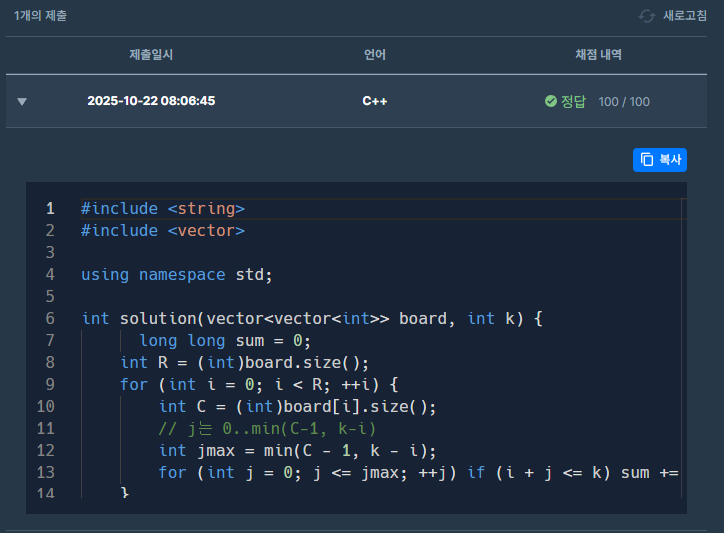 1개의 제출 새로고침
제출일시 언어 채점 내역
2025-10-22 08:06:45 C++ 정답 100 / 100
복사
1 #include <string>
2 #include <vector>
3
4 using namespace std;
5
6 int solution(vector<vector<int>> board, int k) {
7       long long sum = 0;
8     int R = (int)board.size();
9     for (int i = 0; i < R; ++i) {
10         int C = (int)board[i].size();
11         // j는 0..min(C-1, k-i)
12         int jmax = min(C - 1, k - i);
13         for (int j = 0; j <= jmax; ++j) if (i + j <= k) sum +=
14     }